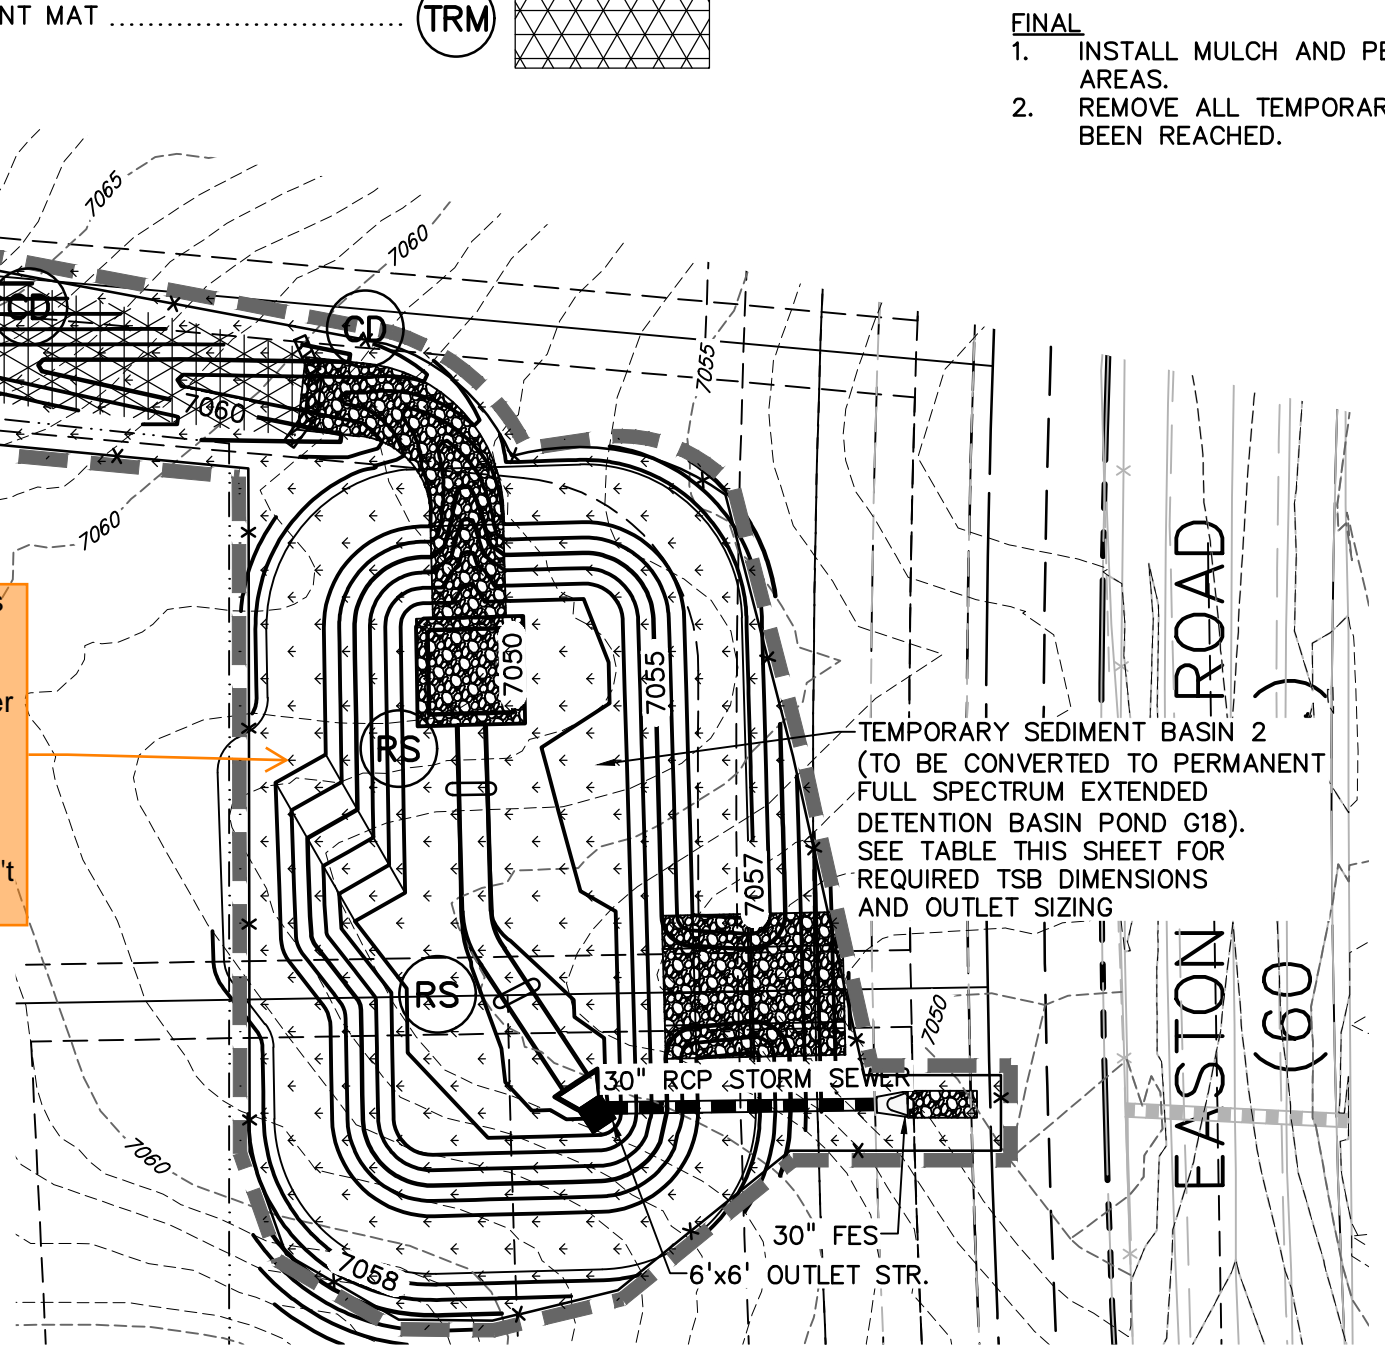 NT MAT
TRM
FINAL
1. INSTALL MULCH AND PE
AREAS.
2. REMOVE ALL TEMPORAR
BEEN REACHED.
7065
7060
CD
CD
7055
7060
7060
s
er
't
7050
7055
RS
TEMPORARY SEDIMENT BASIN 2
(TO BE CONVERTED TO PERMANENT
FULL SPECTRUM EXTENDED
DETENTION BASIN POND G18).
SEE TABLE THIS SHEET FOR
REQUIRED TSB DIMENSIONS
AND OUTLET SIZING
7057
RS
7050
30" RCP STORM SEWER
EASTON ROAD
(60
)
7060
30" FES
7058
6'x6' OUTLET STR.